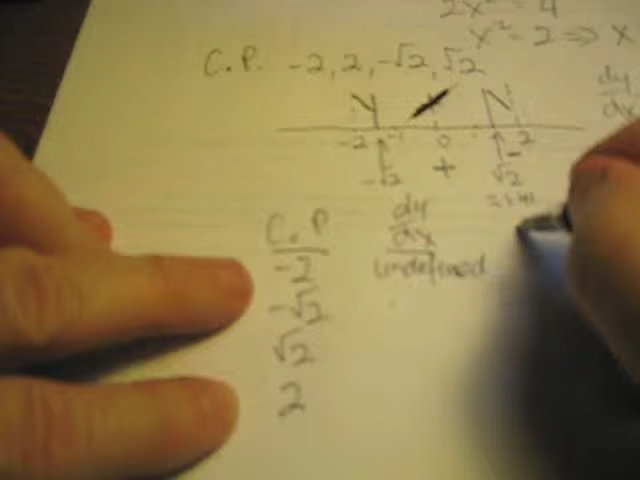 2x² = 4
x² = 2 ⇒ x
C.P. -2, 2, -√2, √2
dy
dx
Y N
-2 -1 0 2
-√2 + √2 -
C.P dy
dx
-2 undefined
-√2
√2
2